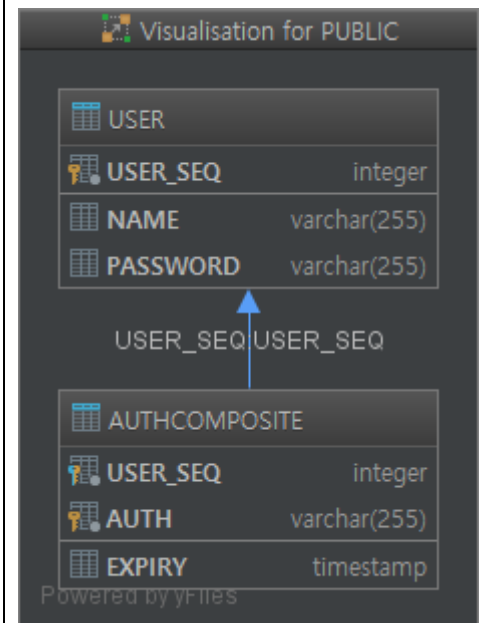 Visualisation for PUBLIC
USER
USER_SEQ integer
NAME varchar(255)
PASSWORD varchar(255)
USER_SEQ:USER_SEQ
AUTHCOMPOSITE
USER_SEQ integer
AUTH varchar(255)
EXPIRY timestamp
Powered by yFiles